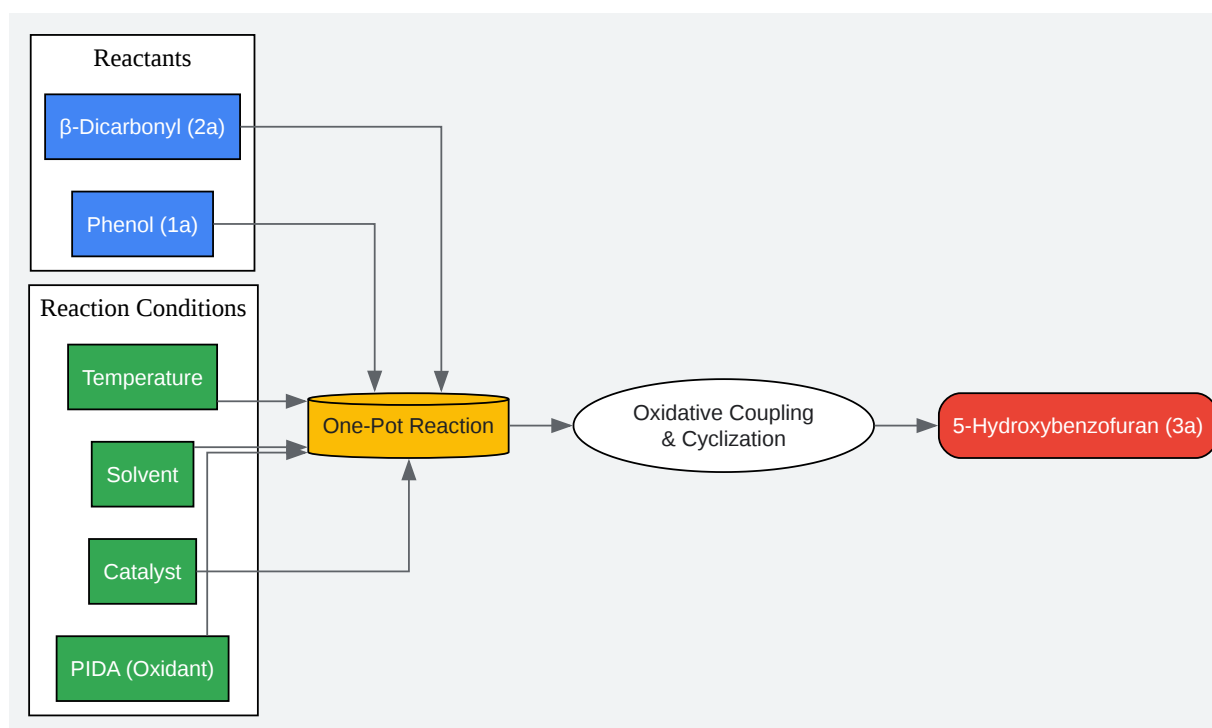 Reactants
β-Dicarbonyl (2a)
Phenol (1a)
Reaction Conditions
Temperature
Solvent
Catalyst
PIDA (Oxidant)
One-Pot Reaction
Oxidative Coupling
& Cyclization
5-Hydroxybenzofuran (3a)